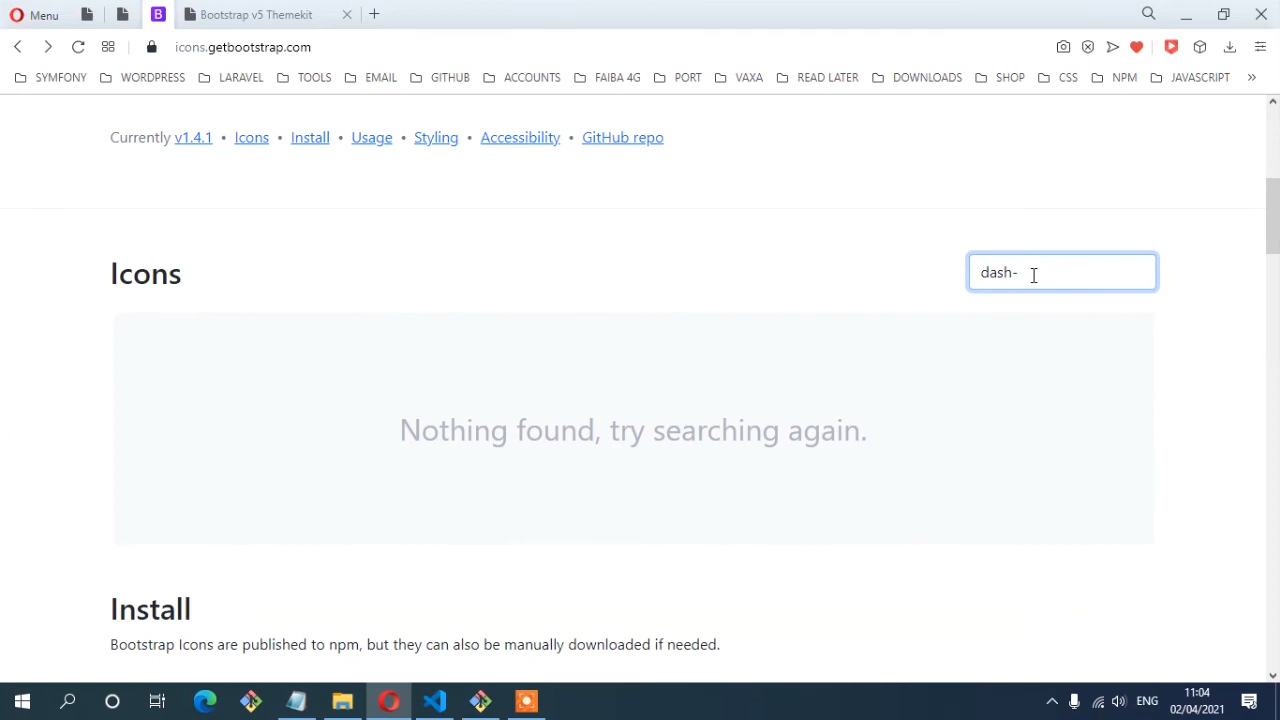 Menu
B
Bootstrap v5 Themekit
icons.getbootstrap.com
SYMFONY WORDPRESS LARAVEL TOOLS EMAIL GITHUB ACCOUNTS FAIBA 4G PORT VAXA READ LATER DOWNLOADS SHOP CSS NPM JAVASCRIPT »
Currently v1.4.1 • Icons • Install • Usage • Styling • Accessibility • GitHub repo
Icons
dash-
Nothing found, try searching again.
Install
Bootstrap Icons are published to npm, but they can also be manually downloaded if needed.
ENG
11:04
02/04/2021